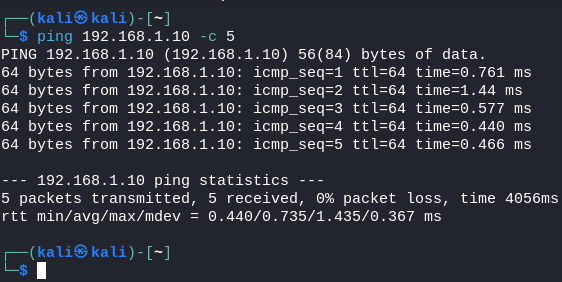 ┌──(kali㉿kali)-[~]
└─$ ping 192.168.1.10 -c 5
PING 192.168.1.10 (192.168.1.10) 56(84) bytes of data.
64 bytes from 192.168.1.10: icmp_seq=1 ttl=64 time=0.761 ms
64 bytes from 192.168.1.10: icmp_seq=2 ttl=64 time=1.44 ms
64 bytes from 192.168.1.10: icmp_seq=3 ttl=64 time=0.577 ms
64 bytes from 192.168.1.10: icmp_seq=4 ttl=64 time=0.440 ms
64 bytes from 192.168.1.10: icmp_seq=5 ttl=64 time=0.466 ms
--- 192.168.1.10 ping statistics ---
5 packets transmitted, 5 received, 0% packet loss, time 4056ms
rtt min/avg/max/mdev = 0.440/0.735/1.435/0.367 ms
┌──(kali㉿kali)-[~]
└─$